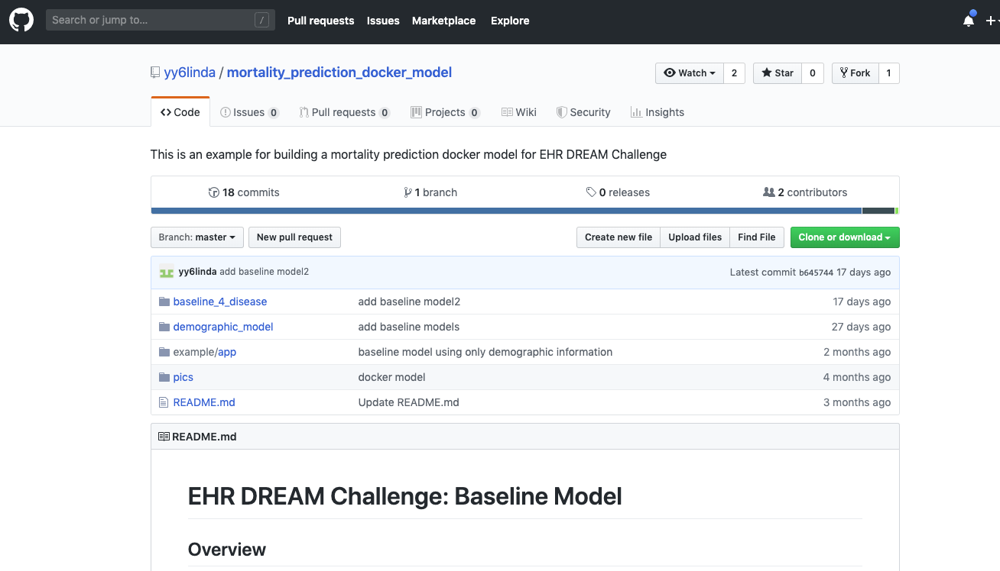 Search or jump to... / Pull requests Issues Marketplace Explore
yy6linda / mortality_prediction_docker_model Watch 2 Star 0 Fork 1
Code Issues 0 Pull requests 0 Projects 0 Wiki Security Insights
This is an example for building a mortality prediction docker model for EHR DREAM Challenge
18 commits 1 branch 0 releases 2 contributors
Branch: master New pull request Create new file Upload files Find File Clone or download
yy6linda add baseline model2 Latest commit b645744 17 days ago
baseline_4_disease add baseline model2 17 days ago
demographic_model add baseline models 27 days ago
example/app baseline model using only demographic information 2 months ago
pics docker model 4 months ago
README.md Update README.md 3 months ago
README.md
EHR DREAM Challenge: Baseline Model
Overview